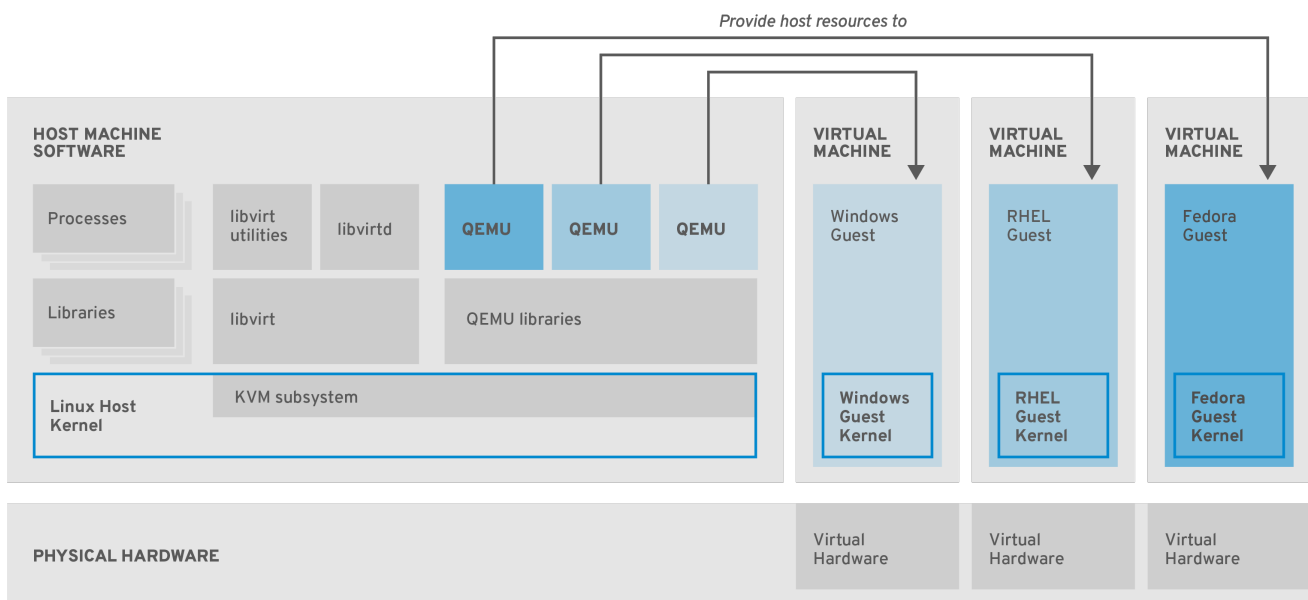 Provide host resources to
HOST MACHINE
SOFTWARE
Processes
libvirt
utilities
libvirtd
QEMU
QEMU
QEMU
Libraries
libvirt
QEMU libraries
Linux Host
Kernel
KVM subsystem
VIRTUAL
MACHINE
Windows
Guest
Windows
Guest
Kernel
VIRTUAL
MACHINE
RHEL
Guest
RHEL
Guest
Kernel
VIRTUAL
MACHINE
Fedora
Guest
Fedora
Guest
Kernel
PHYSICAL HARDWARE
Virtual
Hardware
Virtual
Hardware
Virtual
Hardware